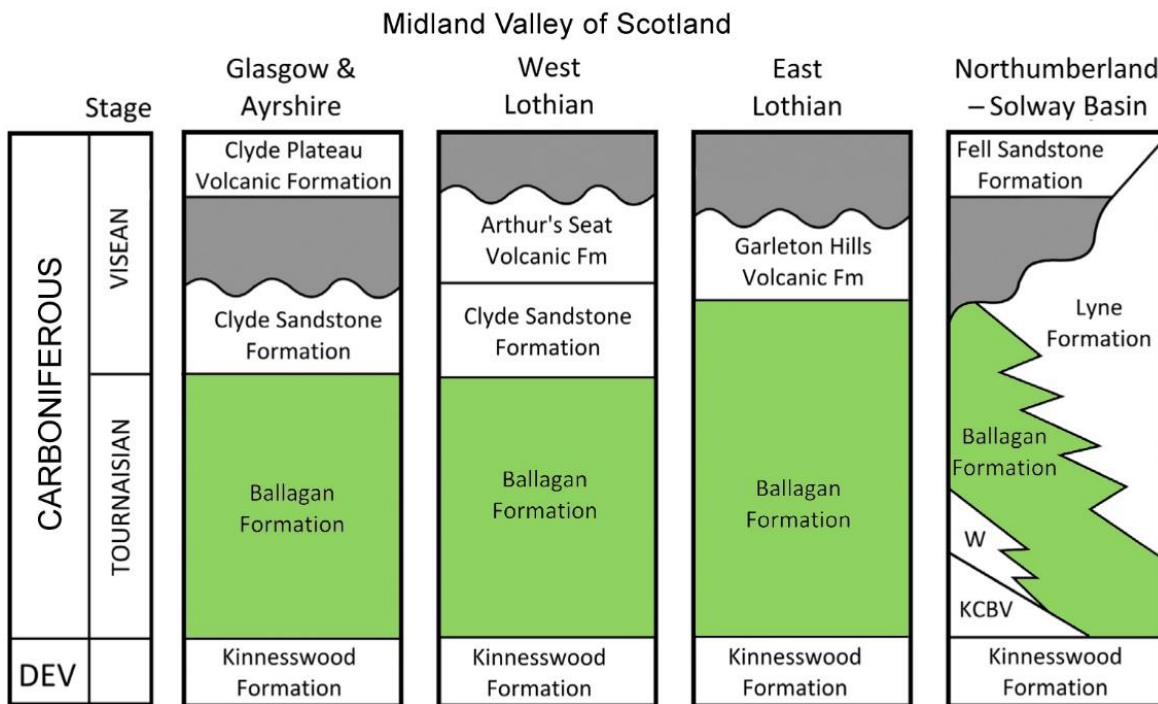 Midland Valley of Scotland
Stage
Glasgow &
Ayrshire
West
Lothian
East
Lothian
Northumberland
– Solway Basin
CARBONIFEROUS
VISEAN
TOURNAISIAN
DEV
Clyde Plateau
Volcanic Formation
Clyde Sandstone
Formation
Ballagan
Formation
Kinnesswood
Formation
Arthur's Seat
Volcanic Fm
Clyde Sandstone
Formation
Ballagan
Formation
Kinnesswood
Formation
Garleton Hills
Volcanic Fm
Ballagan
Formation
Kinnesswood
Formation
Fell Sandstone
Formation
Lyne
Formation
Ballagan
Formation
W
KCBV
Kinnesswood
Formation